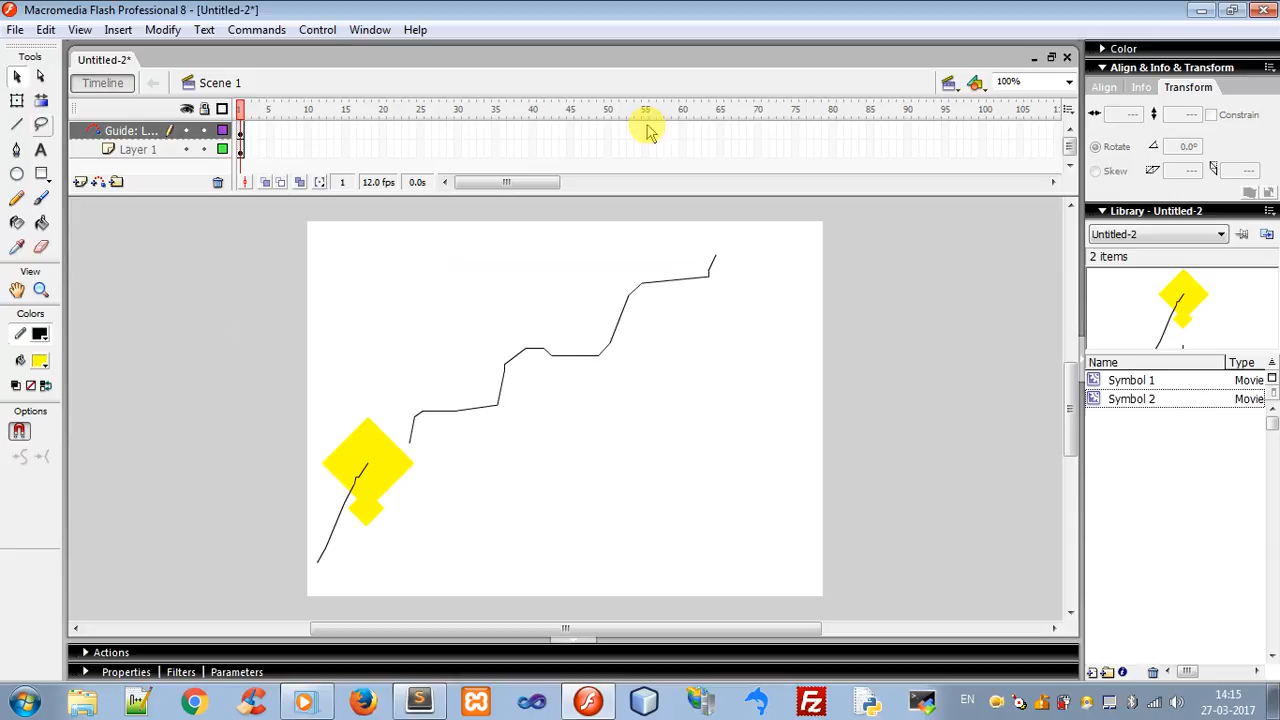 Macromedia Flash Professional 8 - [Untitled-2*]
File Edit View Insert Modify Text Commands Control Window Help
Tools
Untitled-2*
Timeline
Scene 1
100%
1 5 10 15 20 25 30 35 40 45 50 55 60 65 70 75 80 85 90 95 100 105
Guide: L...
Layer 1
1 12.0 fps 0.0s
View
Colors
Options
Color
Align & Info & Transform
Align Info Transform
--- --- Constrain
Rotate 0.0°
Skew --- ---
Library - Untitled-2
Untitled-2
2 items
Name Type
Symbol 1 Movie
Symbol 2 Movie
Actions
Properties Filters Parameters
EN
14:15
27-03-2017